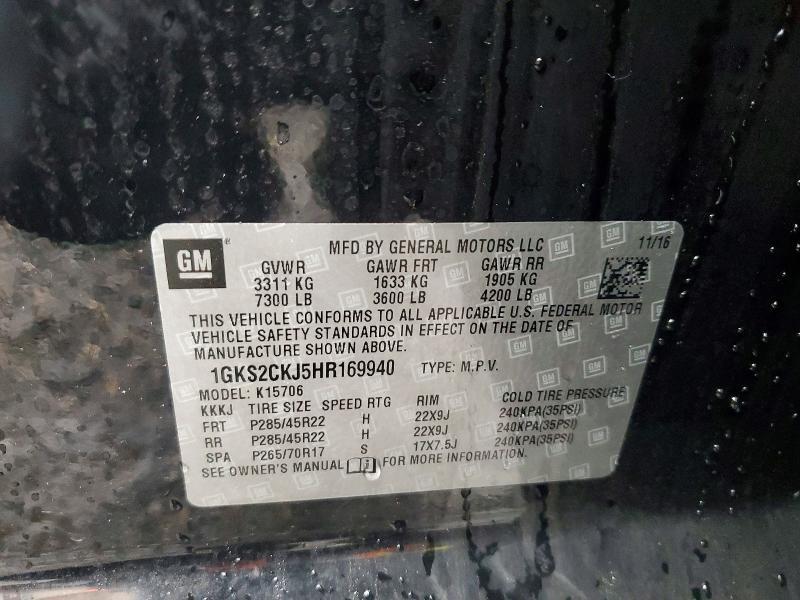 GM ® MFD BY GENERAL MOTORS LLC 11/16
GVWR GAWR FRT GAWR RR
3311 KG 1633 KG 1905 KG
7300 LB 3600 LB 4200 LB
THIS VEHICLE CONFORMS TO ALL APPLICABLE U.S. FEDERAL MOTOR
VEHICLE SAFETY STANDARDS IN EFFECT ON THE DATE OF
MANUFACTURE SHOWN ABOVE.
1GKS2CKJ5HR169940 TYPE: M.P.V.
MODEL: K15706
KKKJ TIRE SIZE SPEED RTG RIM COLD TIRE PRESSURE
FRT P285/45R22 H 22X9J 240KPA(35PSI)
RR P285/45R22 H 22X9J 240KPA(35PSI)
SPA P265/70R17 S 17X7.5J 240KPA(35PSI)
SEE OWNER'S MANUAL FOR MORE INFORMATION.